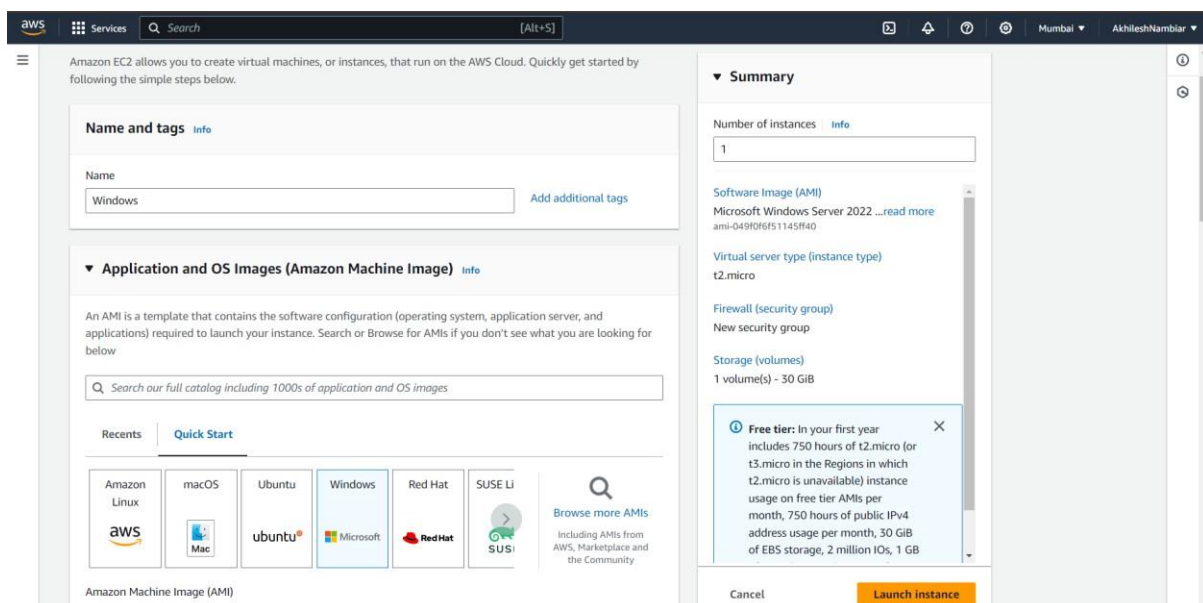 aws
Services
Search
[Alt+S]
Mumbai
AkhileshNambiar
Amazon EC2 allows you to create virtual machines, or instances, that run on the AWS Cloud. Quickly get started by
following the simple steps below.
Name and tags Info
Name
Windows
Add additional tags
Application and OS Images (Amazon Machine Image) Info
An AMI is a template that contains the software configuration (operating system, application server, and
applications) required to launch your instance. Search or Browse for AMIs if you don't see what you are looking for
below
Search our full catalog including 1000s of application and OS images
Recents
Quick Start
Amazon
Linux
aws
macOS
Mac
Ubuntu
ubuntu
Windows
Microsoft
Red Hat
Red Hat
SUSE Li
SUS
Browse more AMIs
Including AMIs from
AWS, Marketplace and
the Community
Amazon Machine Image (AMI)
Summary
Number of instances Info
1
Software Image (AMI)
Microsoft Windows Server 2022 ...read more
ami-049f0f6f51145ff40
Virtual server type (instance type)
t2.micro
Firewall (security group)
New security group
Storage (volumes)
1 volume(s) - 30 GiB
Free tier: In your first year
includes 750 hours of t2.micro (or
t3.micro in the Regions in which
t2.micro is unavailable) instance
usage on free tier AMIs per
month, 750 hours of public IPv4
address usage per month, 30 GiB
of EBS storage, 2 million IOs, 1 GB
Cancel
Launch instance